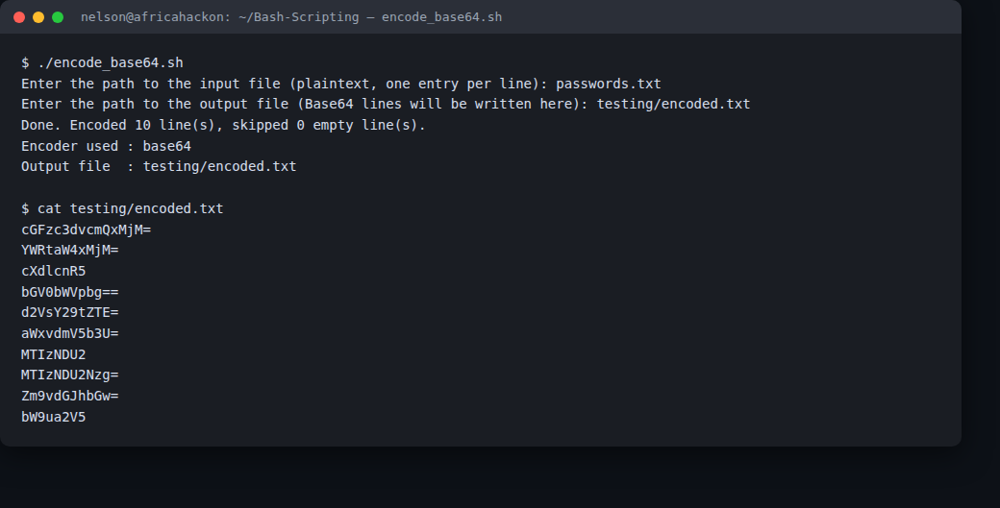 nelson@africahackon: ~/Bash-Scripting — encode_base64.sh
$ ./encode_base64.sh
Enter the path to the input file (plaintext, one entry per line): passwords.txt
Enter the path to the output file (Base64 lines will be written here): testing/encoded.txt
Done. Encoded 10 line(s), skipped 0 empty line(s).
Encoder used : base64
Output file  : testing/encoded.txt
$ cat testing/encoded.txt
cGFzc3dvcmQxMjM=
YWRtaW4xMjM=
cXdlcnR5
bGV0bWVpbg==
d2VsY29tZTE=
aWxvdmV5b3U=
MTIzNDU2
MTIzNDU2Nzg=
Zm9vdGJhbGw=
bW9ua2V5